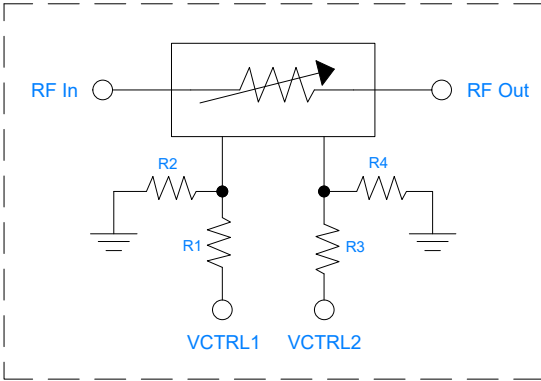 RF In
RF Out
R2
R4
R1
R3
VCTRL1
VCTRL2